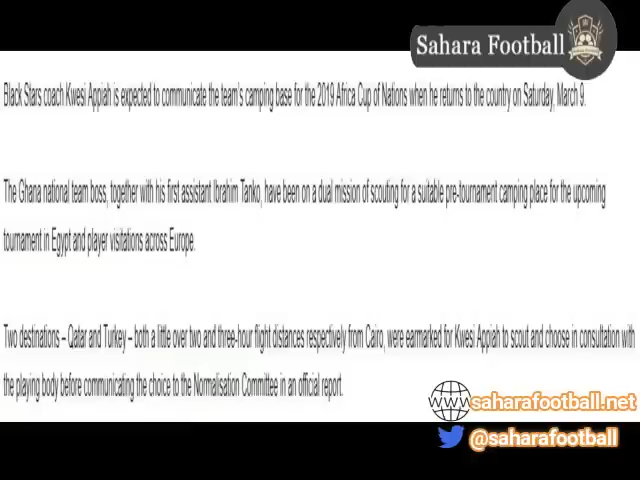 Sahara Football
Black Stars coach Kwesi Appiah is expected to communicate the team's camping base for the 2019 Africa Cup of Nations when he returns to the country on Saturday, March 9.
The Ghana national team boss, together with his first assistant Ibrahim Tanko, have been on a dual mission of scouting for a suitable pre-tournament camping place for the upcoming
tournament in Egypt and player visitations across Europe.
Two destinations – Qatar and Turkey – both a little over two and three-hour flight distances respectively from Cairo, were earmarked for Kwesi Appiah to scout and choose in consultation with
the playing body before communicating the choice to the Normalisation Committee in an official report.
www saharafootball.net
@saharafootball